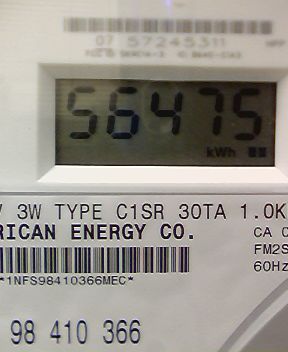 07 57245311
56475
kWh
3W TYPE C1SR 30TA 1.0K
RICAN ENERGY CO.
CA
FM2S
60Hz
*1NFS98410366MEC*
98 410 366